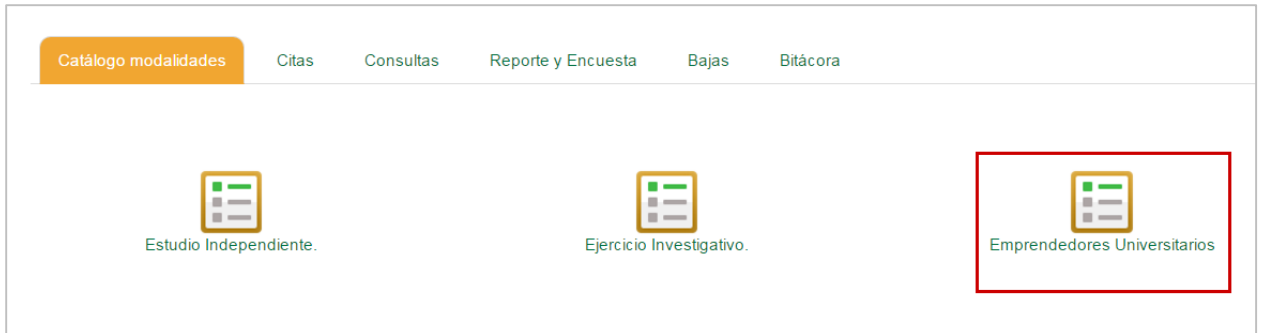 Catálogo modalidades Citas Consultas Reporte y Encuesta Bajas Bitácora
Estudio Independiente. Ejercicio Investigativo. Emprendedores Universitarios